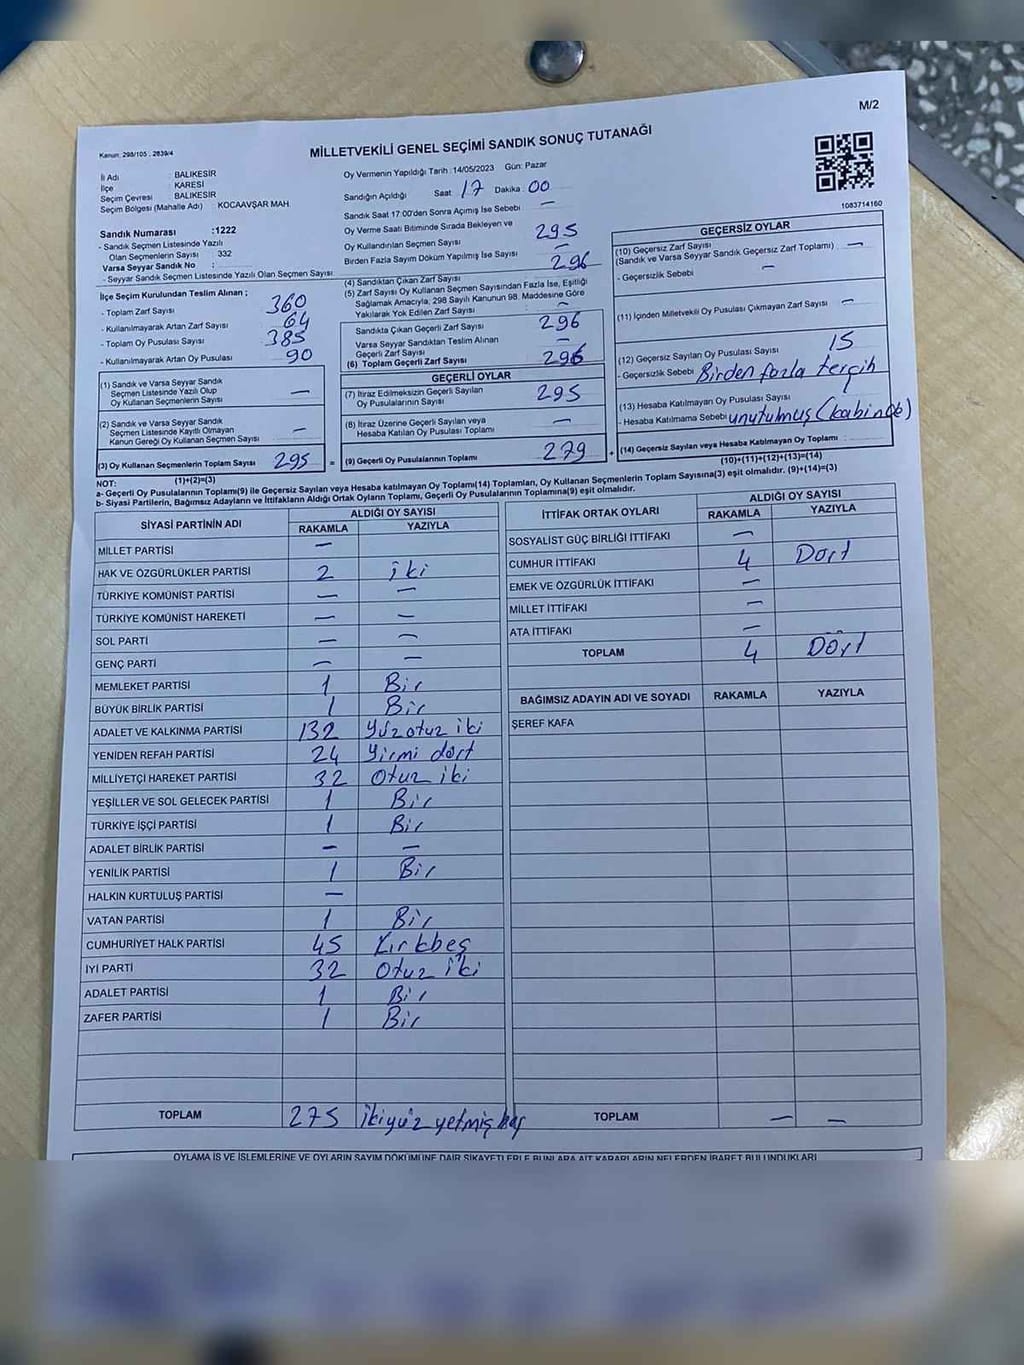 M/2
Kanun: 298/105 , 2839/4
MİLLETVEKİLİ GENEL SEÇİMİ SANDIK SONUÇ TUTANAĞI
İl Adı : BALIKESİR
İlçe : KARESİ
Seçim Çevresi : BALIKESİR
Seçim Bölgesi (Mahalle Adı) : KOCAAVŞAR MAH.
Oy Vermenin Yapıldığı Tarih : 14/05/2023 Gün: Pazar
Sandığın Açıldığı Saat 17 Dakika 00
Sandık Saat 17:00'den Sonra Açımış İse Sebebi —
Oy Verme Saati Bitiminde Sırada Bekleyen ve
Oy Kullandırılan Seçmen Sayısı 295
Birden Fazla Sayım Döküm Yapılmış İse Sayısı —
1083714160
Sandık Numarası :1222
- Sandık Seçmen Listesinde Yazılı
Olan Seçmenlerin Sayısı : 332
Varsa Seyyar Sandık No :
- Seyyar Sandık Seçmen Listesinde Yazılı Olan Seçmen Sayısı:
İlçe Seçim Kurulundan Teslim Alınan ;
- Toplam Zarf Sayısı : 360
- Kullanılmayarak Artan Zarf Sayısı : 64
- Toplam Oy Pusulası Sayısı : 385
- Kullanılmayarak Artan Oy Pusulası : 90
(1) Sandık ve Varsa Seyyar Sandık
Seçmen Listesinde Yazılı Olup
Oy Kullanan Seçmenlerin Sayısı —
(2) Sandık ve Varsa Seyyar Sandık
Seçmen Listesinde Kayıtlı Olmayan
Kanun Gereği Oy Kullanan Seçmen Sayısı —
(3) Oy Kullanan Seçmenlerin Toplam Sayısı 295 =
(1)+(2)=(3)
(4) Sandıktan Çıkan Zarf Sayısı 296
(5) Zarf Sayısı Oy Kullanan Seçmen Sayısından Fazla İse, Eşitliği
Sağlamak Amacıyla; 298 Sayılı Kanunun 98. Maddesine Göre
Yakılarak Yok Edilen Zarf Sayısı : —
Sandıkta Çıkan Geçerli Zarf Sayısı 296
Varsa Seyyar Sandıktan Teslim Alınan
Geçerli Zarf Sayısı —
(6) Toplam Geçerli Zarf Sayısı 296
GEÇERLİ OYLAR
(7) İtiraz Edilmeksizin Geçerli Sayılan
Oy Pusulalarının Sayısı 295
(8) İtiraz Üzerine Geçerli Sayılan veya
Hesaba Katılan Oy Pusulası Toplamı —
(9) Geçerli Oy Pusulalarının Toplamı 279 +
GEÇERSİZ OYLAR
(10) Geçersiz Zarf Sayısı
(Sandık ve Varsa Seyyar Sandık Geçersiz Zarf Toplamı) —
- Geçersizlik Sebebi —
(11) İçinden Milletvekili Oy Pusulası Çıkmayan Zarf Sayısı —
(12) Geçersiz Sayılan Oy Pusulası Sayısı 15
- Geçersizlik Sebebi Birden fazla tercih
(13) Hesaba Katılmayan Oy Pusulası Sayısı
- Hesaba Katılmama Sebebi unutulmuş (kabinde)
(14) Geçersiz Sayılan veya Hesaba Katılmayan Oy Toplamı :
(10)+(11)+(12)+(13)=(14)
NOT:
a- Geçerli Oy Pusulalarının Toplamı(9) ile Geçersiz Sayılan veya Hesaba katılmayan Oy Toplamı(14) Toplamları, Oy Kullanan Seçmenlerin Toplam Sayısına(3) eşit olmalıdır. (9)+(14)=(3)
b- Siyasi Partilerin, Bağımsız Adayların ve İttifakların Aldığı Ortak Oyların Toplamı, Geçerli Oy Pusulalarının Toplamına(9) eşit olmalıdır.
SİYASİ PARTİNİN ADI ALDIĞI OY SAYISI
RAKAMLA YAZIYLA
MİLLET PARTİSİ —
HAK VE ÖZGÜRLÜKLER PARTİSİ 2 iki
TÜRKİYE KOMÜNİST PARTİSİ — —
TÜRKİYE KOMÜNİST HAREKETİ — —
SOL PARTİ — —
GENÇ PARTİ — —
MEMLEKET PARTİSİ 1 Bir
BÜYÜK BİRLİK PARTİSİ 1 Bir
ADALET VE KALKINMA PARTİSİ 132 Yüzotuz iki
YENİDEN REFAH PARTİSİ 24 Yirmi dört
MİLLİYETÇİ HAREKET PARTİSİ 32 Otuz iki
YEŞİLLER VE SOL GELECEK PARTİSİ 1 Bir
TÜRKİYE İŞÇİ PARTİSİ 1 Bir
ADALET BİRLİK PARTİSİ — —
YENİLİK PARTİSİ 1 Bir
HALKIN KURTULUŞ PARTİSİ —
VATAN PARTİSİ 1 Bir
CUMHURİYET HALK PARTİSİ 45 Kırkbeş
İYİ PARTİ 32 Otuz iki
ADALET PARTİSİ 1 Bir
ZAFER PARTİSİ 1 Bir
TOPLAM 275 İkiyüz yetmiş beş
İTTİFAK ORTAK OYLARI ALDIĞI OY SAYISI
RAKAMLA YAZIYLA
SOSYALİST GÜÇ BİRLİĞİ İTTİFAKI —
CUMHUR İTTİFAKI 4 Dört
EMEK VE ÖZGÜRLÜK İTTİFAKI —
MİLLET İTTİFAKI —
ATA İTTİFAKI —
TOPLAM 4 Dört
BAĞIMSIZ ADAYIN ADI VE SOYADI RAKAMLA YAZIYLA
ŞEREF KAFA
TOPLAM — —
OYLAMA İŞ VE İŞLEMLERİNE VE OYLARIN SAYIM DÖKÜMÜNE DAİR ŞİKAYETLERLE BUNLARA AİT KARARLARIN NELERDEN İBARET BULUNDUKLARI